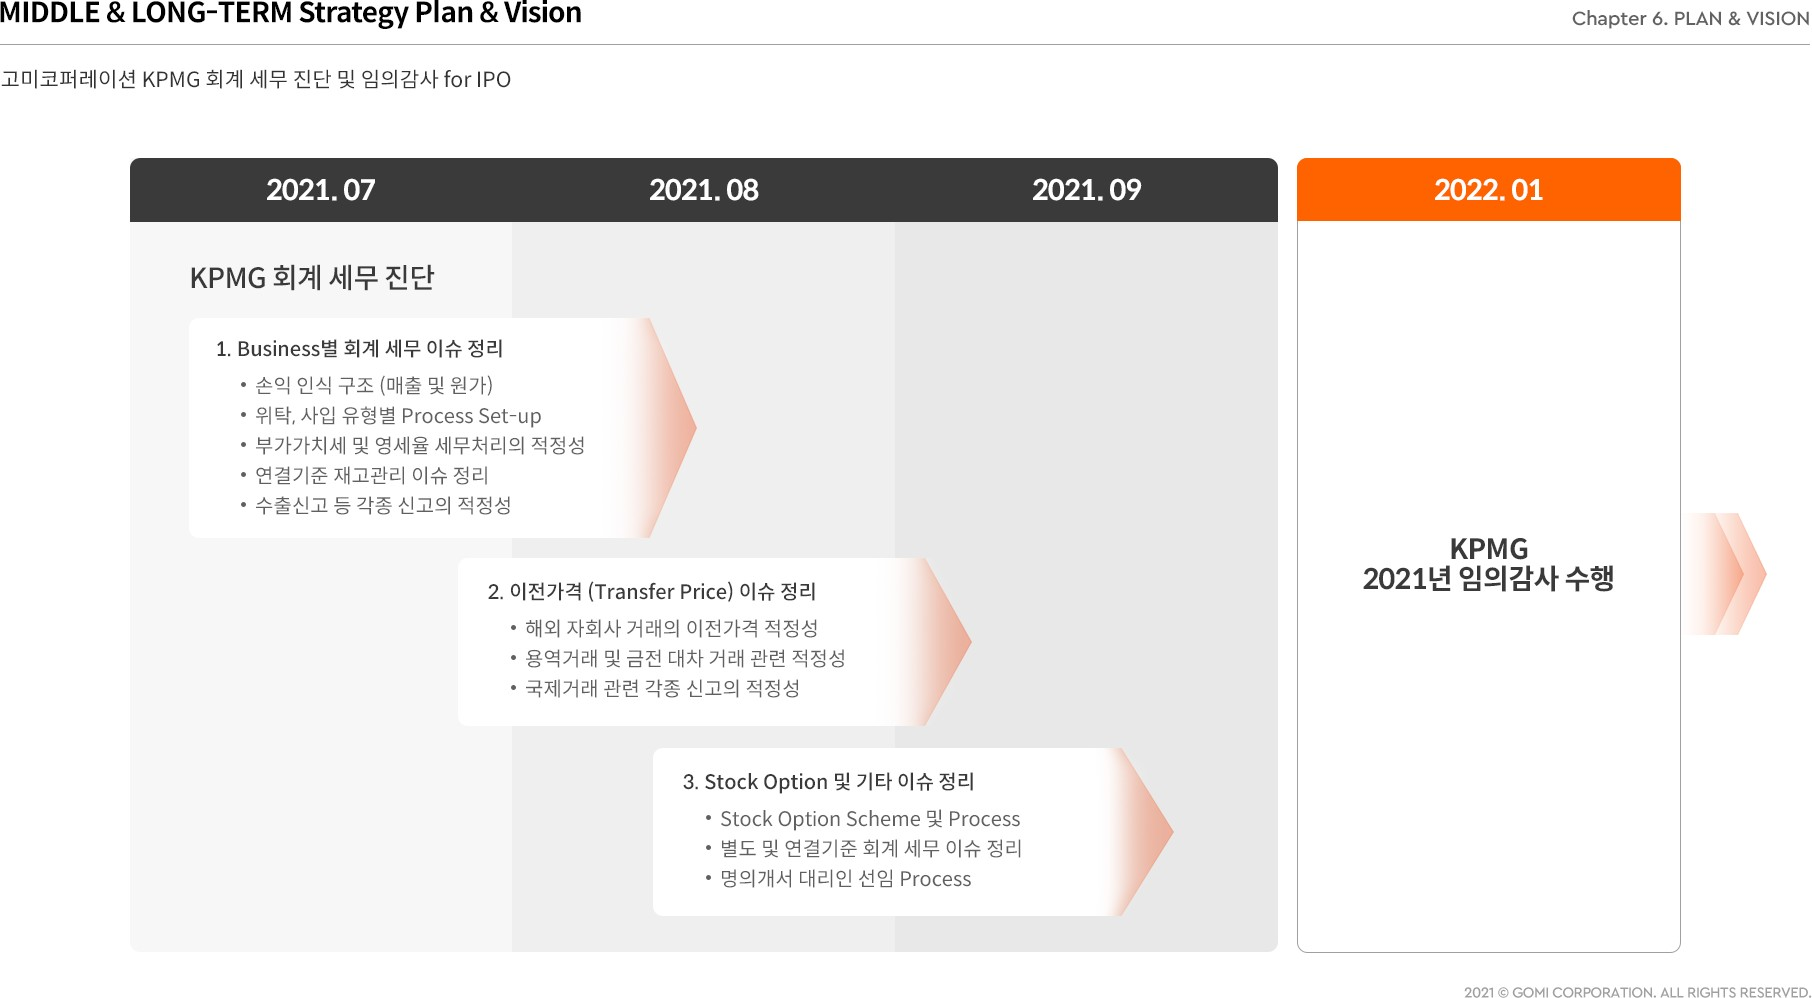 MIDDLE & LONG-TERM Strategy Plan & Vision
Chapter 6. PLAN & VISION
고미코퍼레이션 KPMG 회계 세무 진단 및 임의감사 for IPO
2021. 07
2021. 08
2021. 09
2022. 01
KPMG 회계 세무 진단
1. Business별 회계 세무 이슈 정리
• 손익 인식 구조 (매출 및 원가)
• 위탁, 사입 유형별 Process Set-up
• 부가가치세 및 영세율 세무처리의 적정성
• 연결기준 재고관리 이슈 정리
• 수출신고 등 각종 신고의 적정성
2. 이전가격 (Transfer Price) 이슈 정리
• 해외 자회사 거래의 이전가격 적정성
• 용역거래 및 금전 대차 거래 관련 적정성
• 국제거래 관련 각종 신고의 적정성
3. Stock Option 및 기타 이슈 정리
• Stock Option Scheme 및 Process
• 별도 및 연결기준 회계 세무 이슈 정리
• 명의개서 대리인 선임 Process
KPMG
2021년 임의감사 수행
2021 © GOMI CORPORATION. ALL RIGHTS RESERVED.